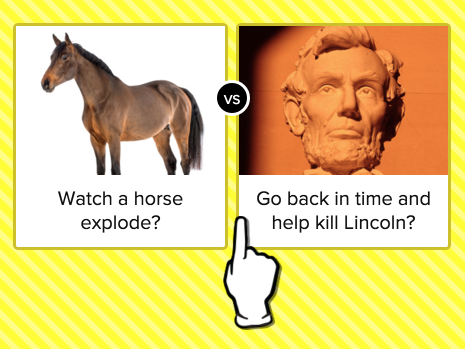 Watch a horse
explode?
vs
Go back in time and
help kill Lincoln?